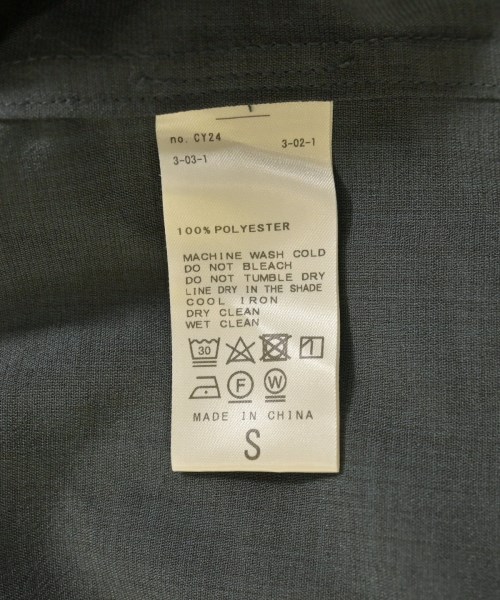 no. CY24 3-02-1
3-03-1
100% POLYESTER
MACHINE WASH COLD
DO NOT BLEACH
DO NOT TUMBLE DRY
LINE DRY IN THE SHADE
COOL IRON
DRY CLEAN
WET CLEAN
30
F W
MADE IN CHINA
S